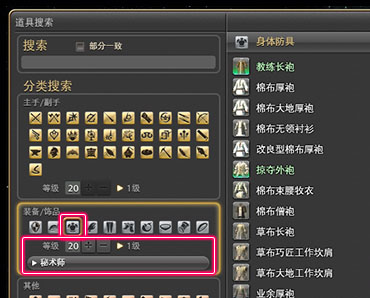 道具搜索
搜索
部分一致
分类搜索
主手/副手
等级 20 1级
装备/饰品
等级 20 1级
秘术师
其他
身体防具
教练长袍
棉布厚袍
棉布大地厚袍
棉布无领衬衫
改良型棉布厚袍
掠夺外袍
棉布束腰牧衣
棉布僧袍
草布长袍
草布巧匠工作坎肩
草布大地工作坎肩
业余厚袍